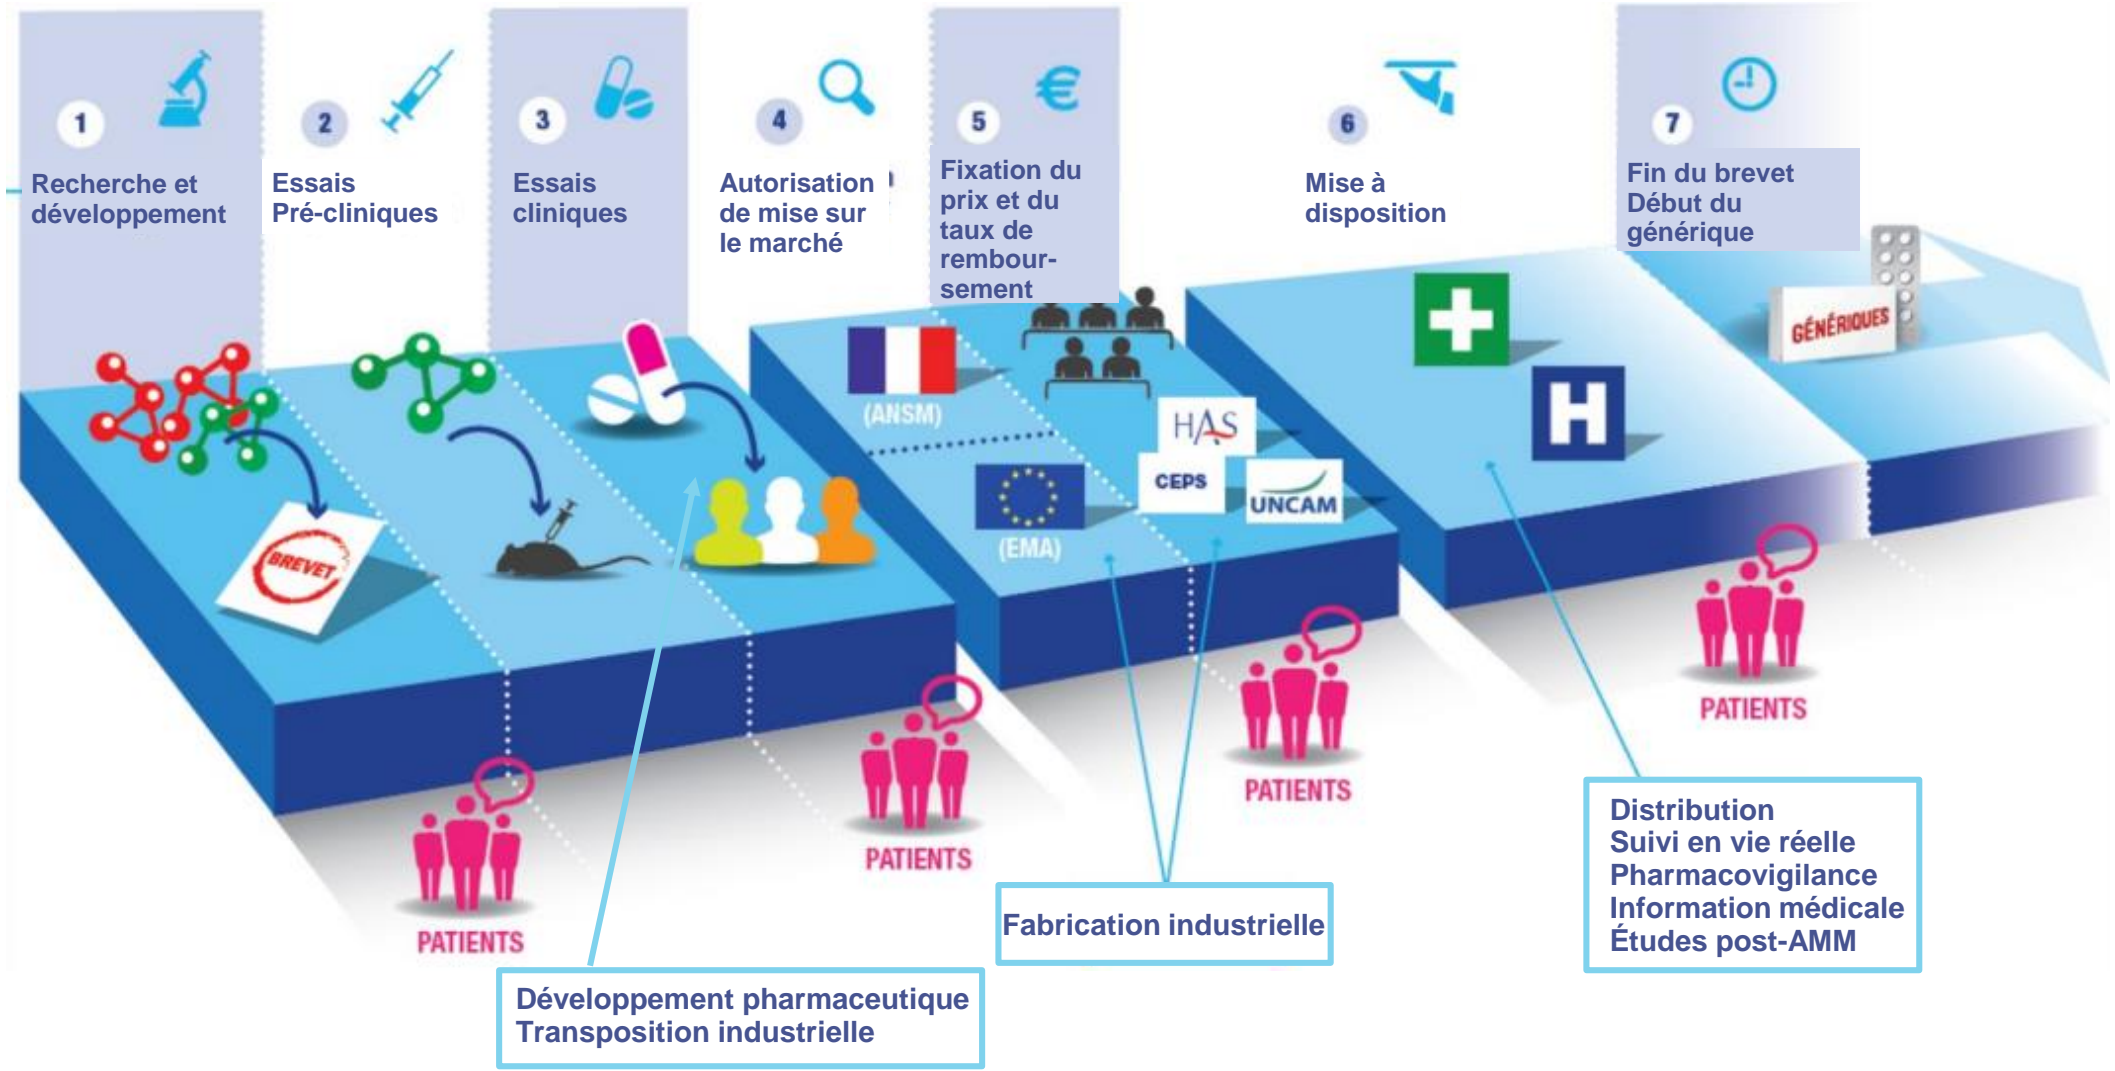 1
Recherche et
développement
2
Essais
Pré-cliniques
3
Essais
cliniques
4
Autorisation
de mise sur
le marché
5
€
Fixation du
prix et du
taux de
rembour-
sement
6
Mise à
disposition
7
Fin du brevet
Début du
générique
BREVET
(ANSM)
(EMA)
HAS
CEPS
UNCAM
H
GÉNÉRIQUES
PATIENTS
PATIENTS
PATIENTS
PATIENTS
Développement pharmaceutique
Transposition industrielle
Fabrication industrielle
Distribution
Suivi en vie réelle
Pharmacovigilance
Information médicale
Études post-AMM